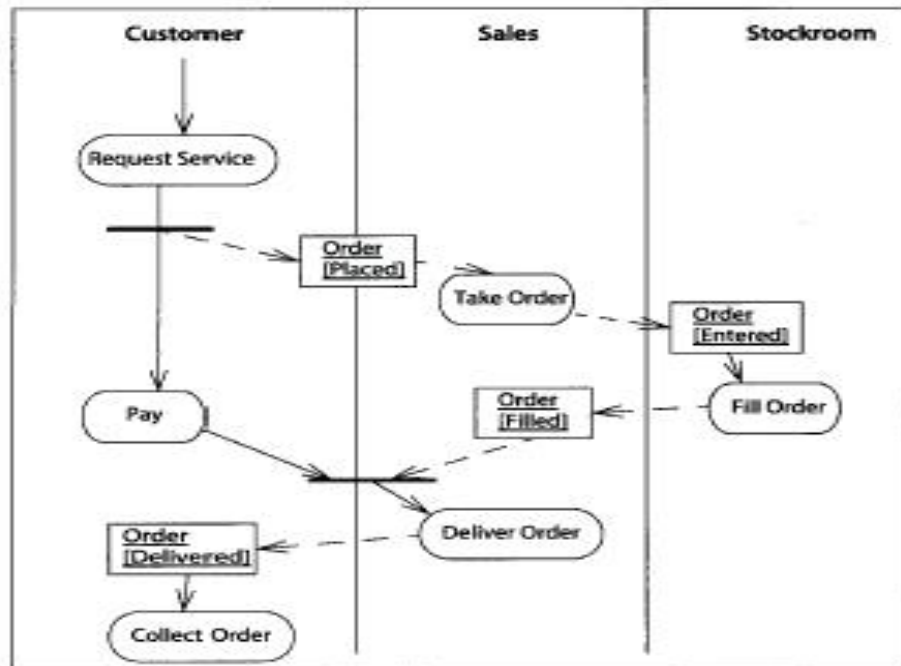 Customer
Sales
Stockroom
Request Service
Order
[Placed]
Take Order
Order
[Entered]
Pay
Order
[Filled]
Fill Order
Order
[Delivered]
Deliver Order
Collect Order